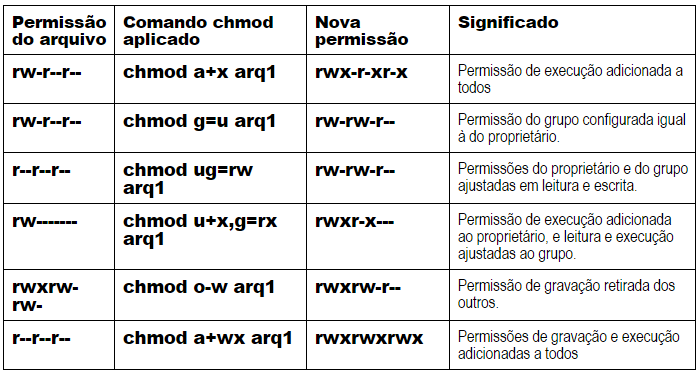 Permissão do arquivo
Comando chmod aplicado
Nova permissão
Significado
rw-r--r--
chmod a+x arq1
rwx-r-xr-x
Permissão de execução adicionada a
todos
rw-r--r--
chmod g=u arq1
rw-rw-r--
Permissão do grupo configurada igual
à do proprietário.
r--r--r--
chmod ug=rw
arq1
rw-rw-r--
Permissões do proprietário e do grupo
ajustadas em leitura e escrita.
rw-------
chmod u+x,g=rx
arq1
rwxr-x---
Permissão de execução adicionada
ao proprietário, e leitura e execução
ajustadas ao grupo.
rwxrw-
rw-
chmod o-w arq1
rwxrw-r--
Permissão de gravação retirada dos
outros.
r--r--r--
chmod a+wx arq1
rwxrwxrwx
Permissões de gravação e execução
adicionadas a todos